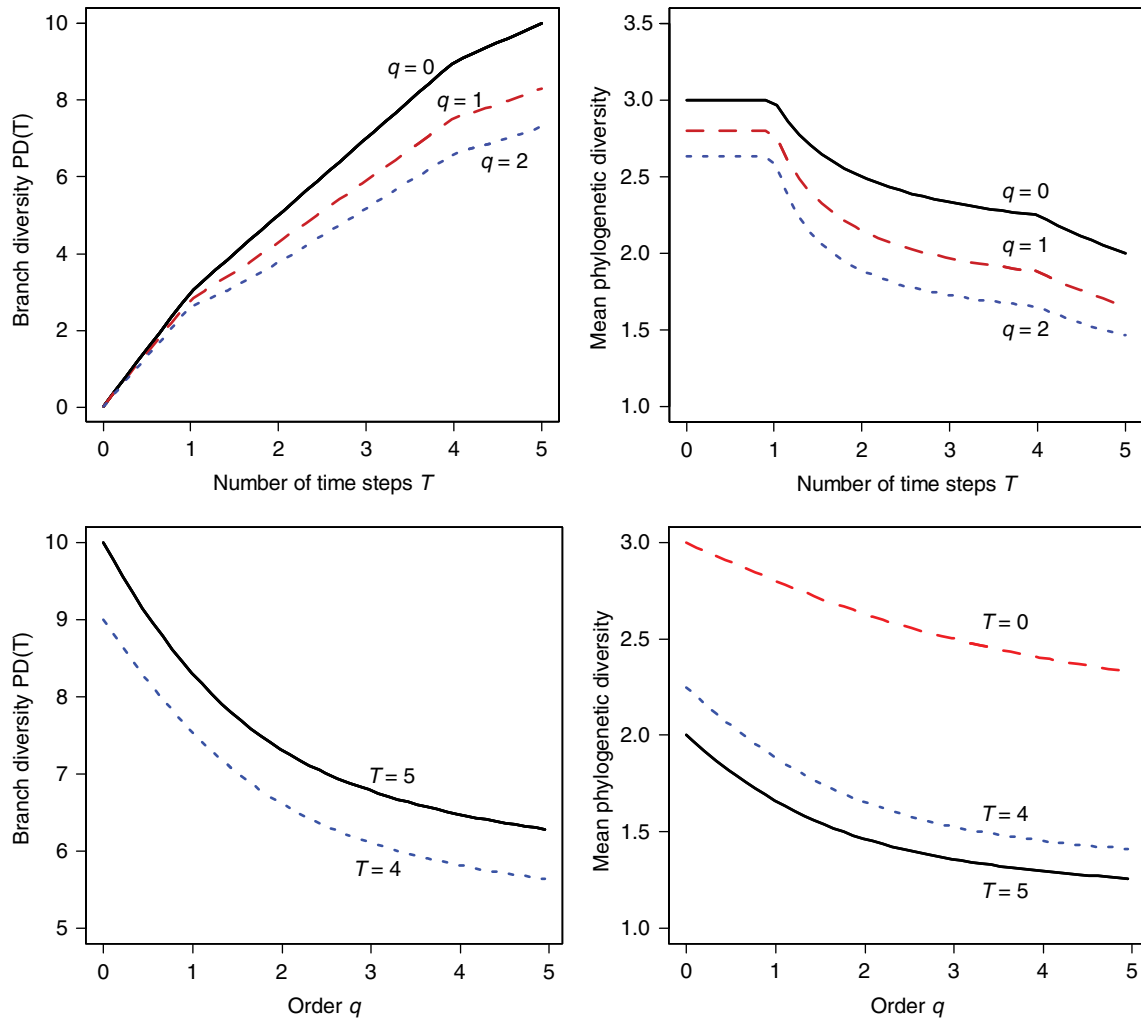 Branch diversity PD(T)
10
8
6
4
2
0
q = 0
q = 1
q = 2
0 1 2 3 4 5
Number of time steps T
Mean phylogenetic diversity
3.5
3.0
2.5
2.0
1.5
1.0
q = 0
q = 1
q = 2
0 1 2 3 4 5
Number of time steps T
Branch diversity PD(T)
10
9
8
7
6
5
T = 5
T = 4
0 1 2 3 4 5
Order q
Mean phylogenetic diversity
3.0
2.5
2.0
1.5
1.0
T = 0
T = 4
T = 5
0 1 2 3 4 5
Order q